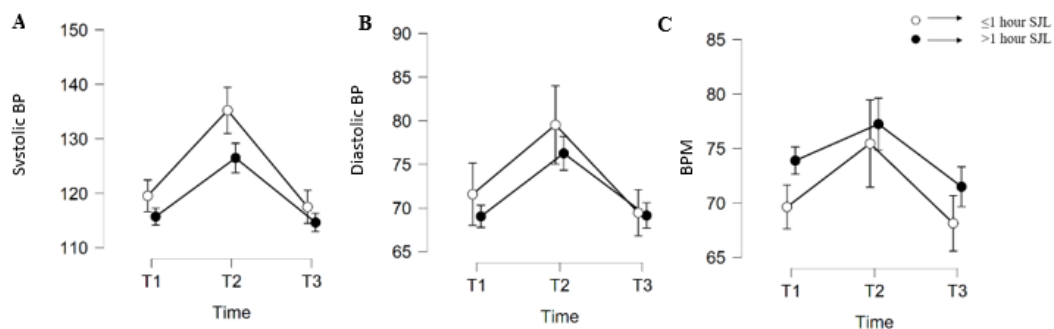 A
150
140
130
120
110
Systolic BP
T1 T2 T3
Time
B
90
85
80
75
70
65
Diastolic BP
T1 T2 T3
Time
C
85
80
75
70
65
BPM
T1 T2 T3
Time
≤1 hour SJL
>1 hour SJL